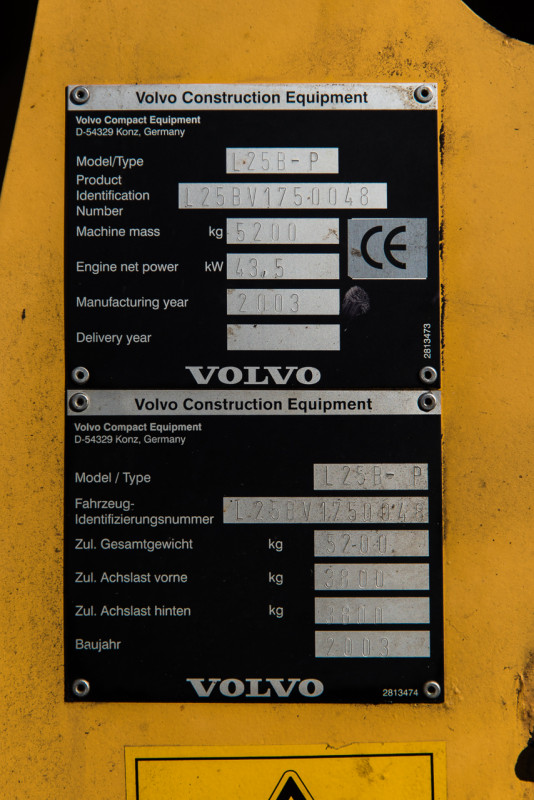 Volvo Construction Equipment
Volvo Compact Equipment
D-54329 Konz, Germany
Model/Type L25B-P
Product
Identification L25BV1750048
Number
Machine mass kg 5200
Engine net power kW 43,5
Manufacturing year 2003
Delivery year
CE
2813473
VOLVO
Volvo Construction Equipment
Volvo Compact Equipment
D-54329 Konz, Germany
Model / Type L25B-P
Fahrzeug-
Identifizierungsnummer L25BV1750048
Zul. Gesamtgewicht kg 5200
Zul. Achslast vorne kg 3800
Zul. Achslast hinten kg 3800
Baujahr 2003
VOLVO
2813474